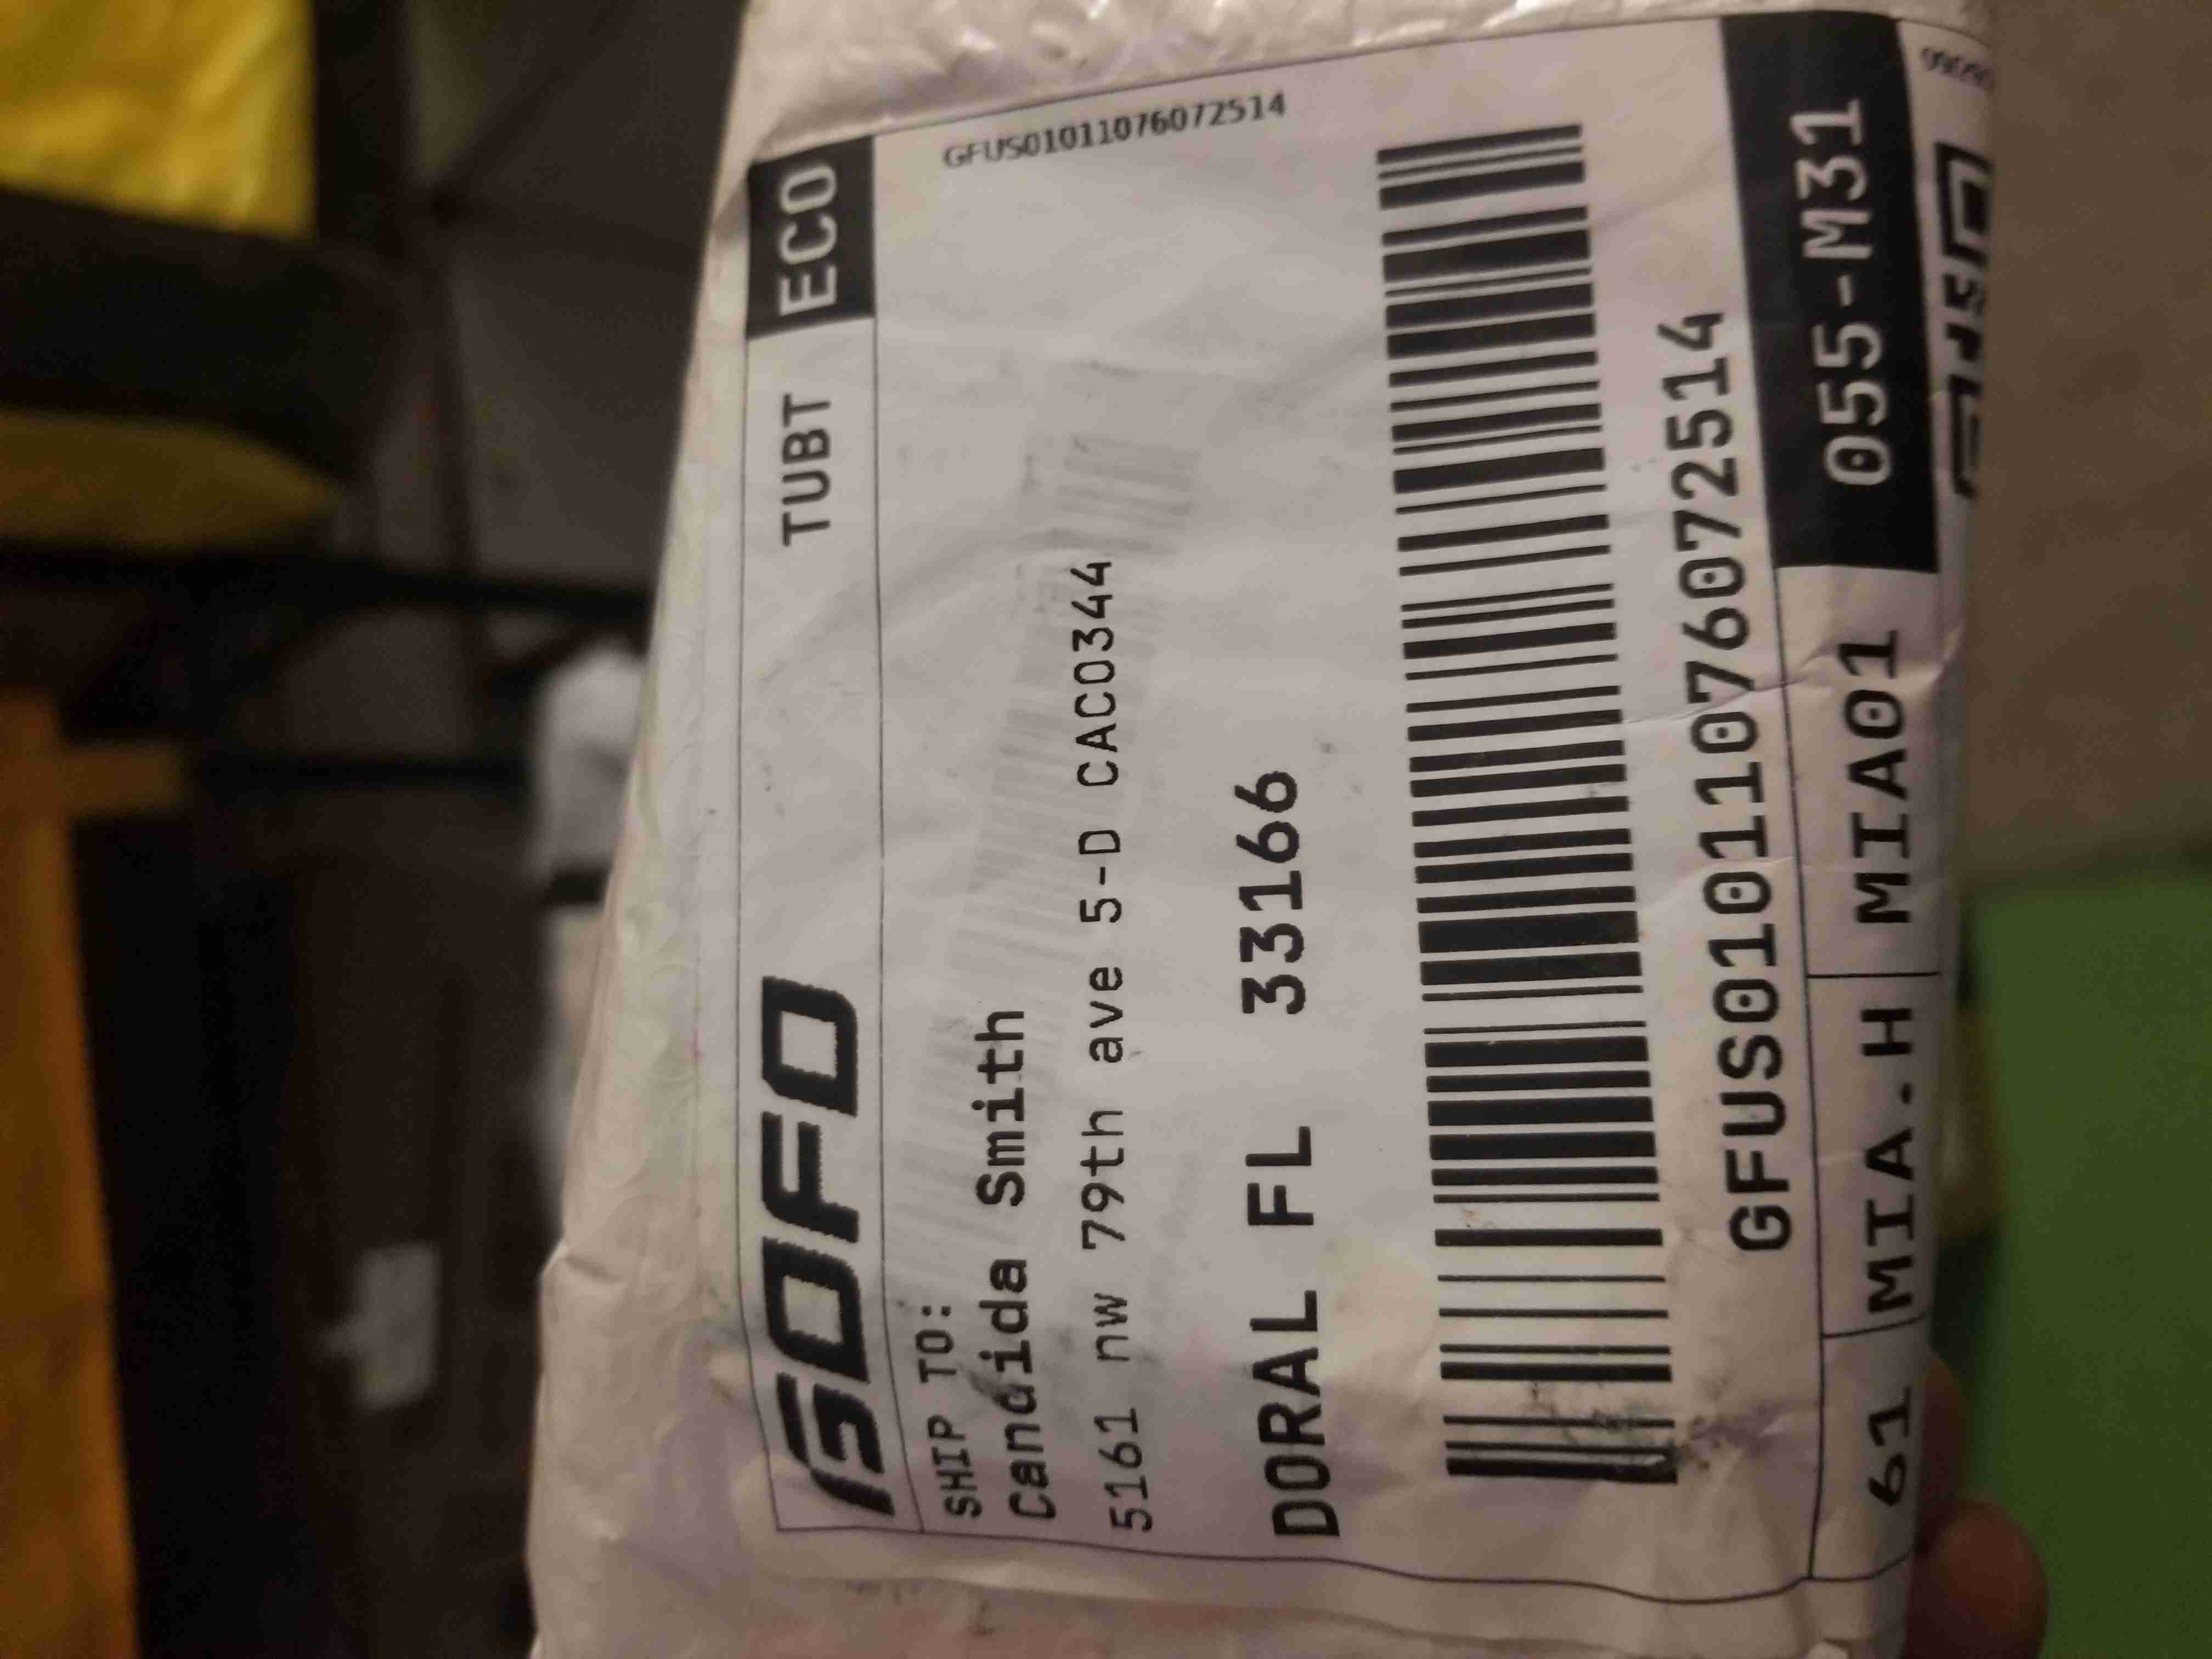 GOFO TUBT ECO
GFUS01011076072514
SHIP TO:
Candida Smith
5161 nw 79th ave 5-D CAC0344
DORAL FL 33166
GFUS01011076072514
61 MIA.H MIA01 055-M31